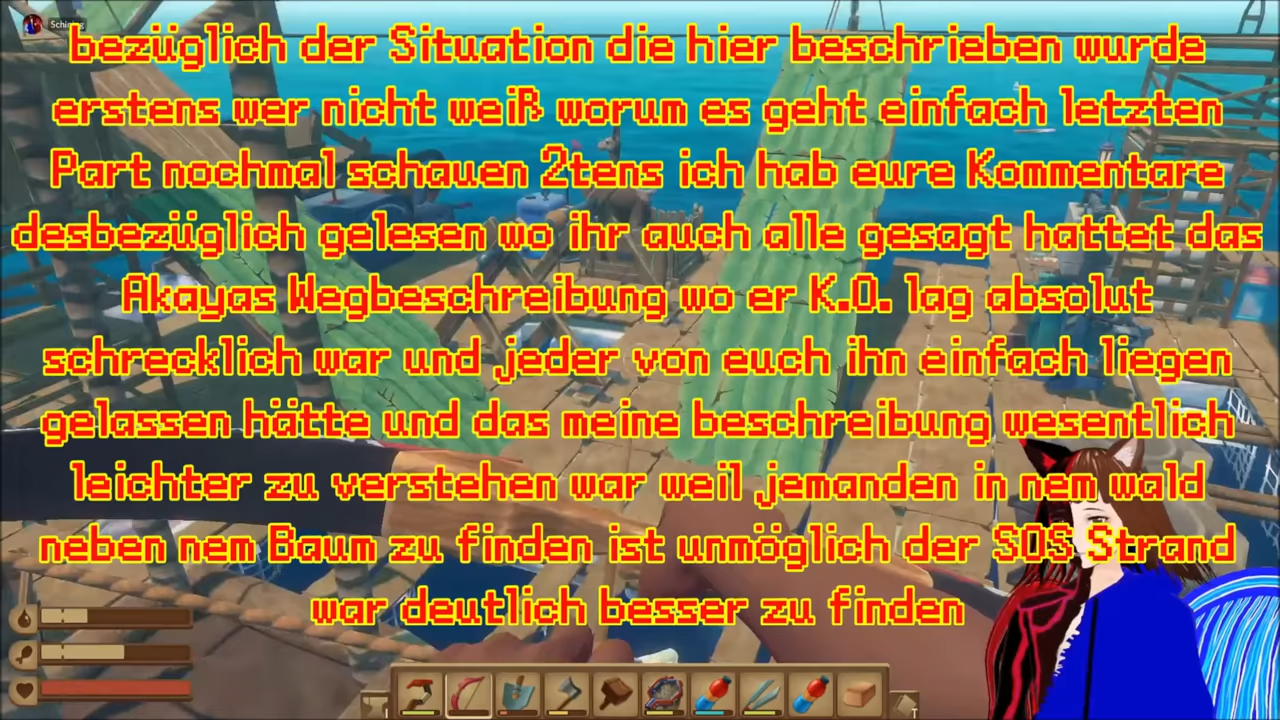 Schining
bezüglich der Situation die hier beschrieben wurde
erstens wer nicht weiß worum es geht einfach letzten
Part nochmal schauen 2tens ich hab eure Kommentare
desbezüglich gelesen wo ihr auch alle gesagt hattet das
Akayas Wegbeschreibung wo er K.O. lag absolut
schrecklich war und jeder von euch ihn einfach liegen
gelassen hätte und das meine beschreibung wesentlich
leichter zu verstehen war weil jemanden in nem wald
neben nem Baum zu finden ist unmöglich der SOS Strand
war deutlich besser zu finden